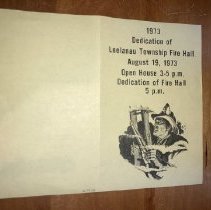 1973
Dedication of
Leelanau Township Fire Hall
August 19, 1973
Open House 3-5 p.m.
Dedication of Fire Hall
5 p.m.